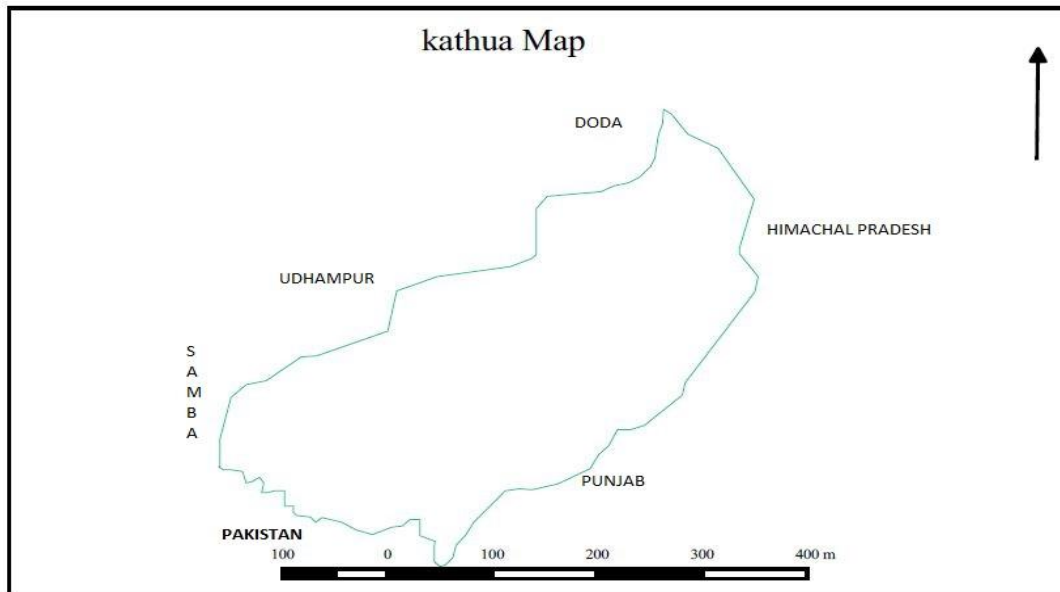 kathua Map
DODA
HIMACHAL PRADESH
UDHAMPUR
S
A
M
B
A
PUNJAB
PAKISTAN
100 0 100 200 300 400 m